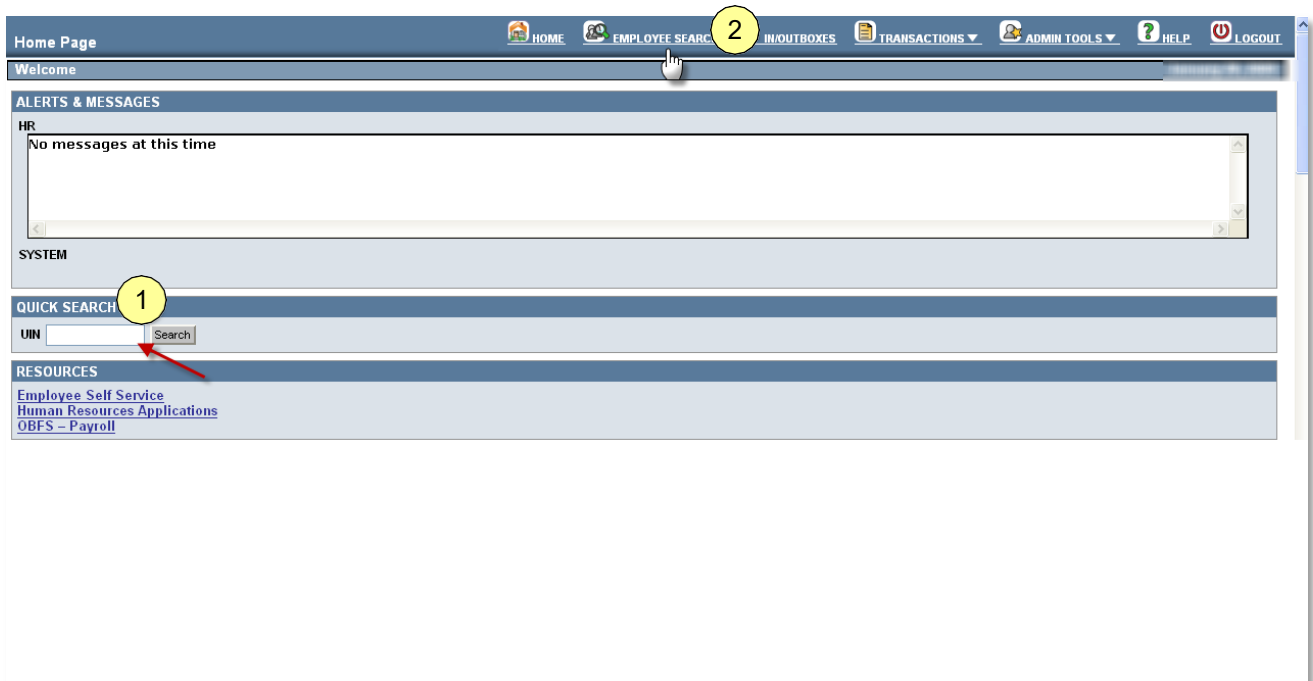 Home Page HOME EMPLOYEE SEARC 2 IN/OUTBOXES TRANSACTIONS ADMIN TOOLS ? HELP LOGOUT
Welcome
ALERTS & MESSAGES
HR
No messages at this time
SYSTEM
QUICK SEARCH 1
UIN Search
RESOURCES
Employee Self Service
Human Resources Applications
OBFS – Payroll